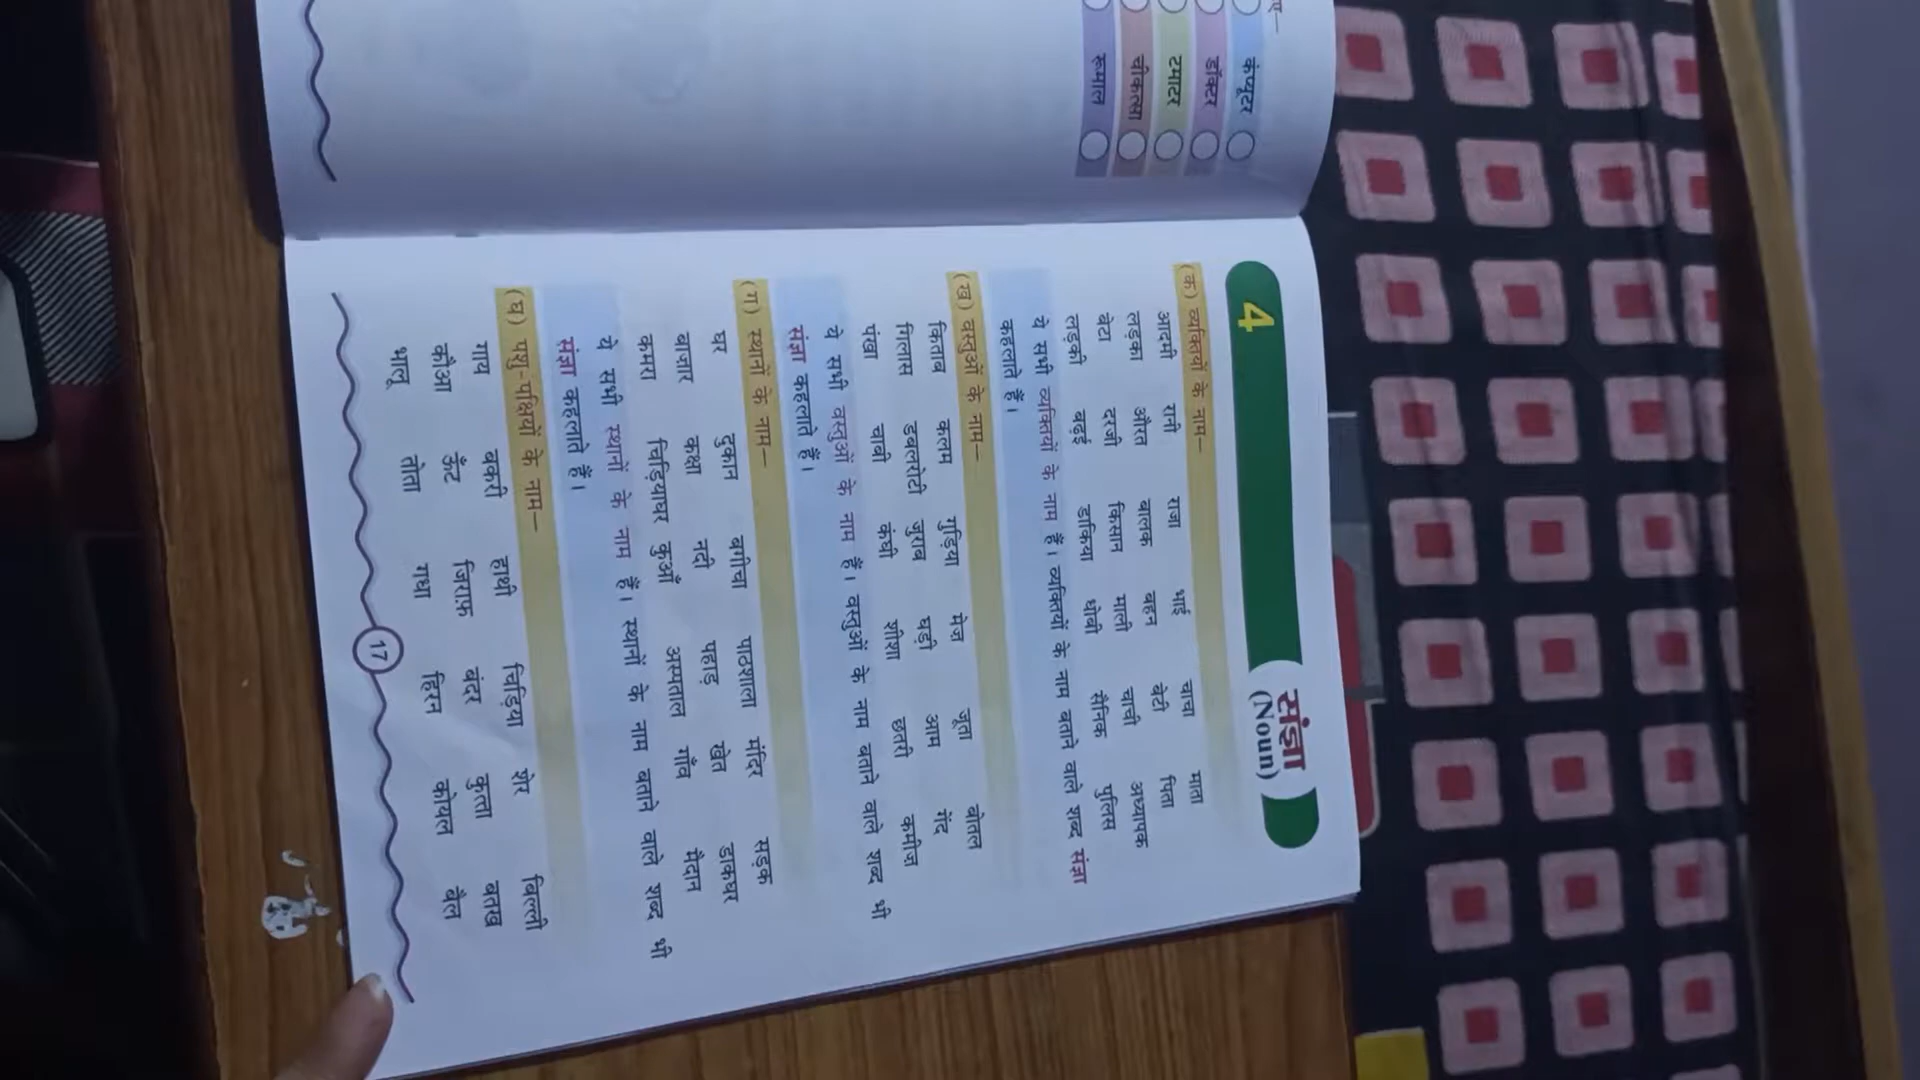 कंप्यूटर
डॉक्टर
टमाटर
चीकत्सा
रूमाल
4 संज्ञा
(Noun)
(क) व्यक्तियों के नाम—
आदमी रानी राजा भाई चाचा माता
लड़का औरत बालक बहन बेटी पिता
बेटा दरजी किसान माली चाची अध्यापक
लड़की बढ़ई डाकिया धोबी सैनिक पुलिस
ये सभी व्यक्तियों के नाम हैं। व्यक्तियों के नाम बताने वाले शब्द संज्ञा
कहलाते हैं।
(ख) वस्तुओं के नाम—
किताब कलम गुड़िया मेज़ जूता बोतल
गिलास डबलरोटी जुराब घड़ी आम गेंद
पंखा चाबी कंघी शीशा छतरी कमीज़
ये सभी वस्तुओं के नाम हैं। वस्तुओं के नाम बताने वाले शब्द भी
संज्ञा कहलाते हैं।
(ग) स्थानों के नाम—
घर दुकान बगीचा पाठशाला मंदिर सड़क
बाजार कक्षा नदी पहाड़ खेत डाकघर
कमरा चिड़ियाघर कुआँ अस्पताल गाँव मैदान
ये सभी स्थानों के नाम हैं। स्थानों के नाम बताने वाले शब्द भी
संज्ञा कहलाते हैं।
(घ) पशु-पक्षियों के नाम—
गाय बकरी हाथी चिड़िया शेर बिल्ली
कौआ ऊँट जिराफ़ बंदर कुत्ता बतख
भालू तोता गधा हिरन कोयल बैल
17